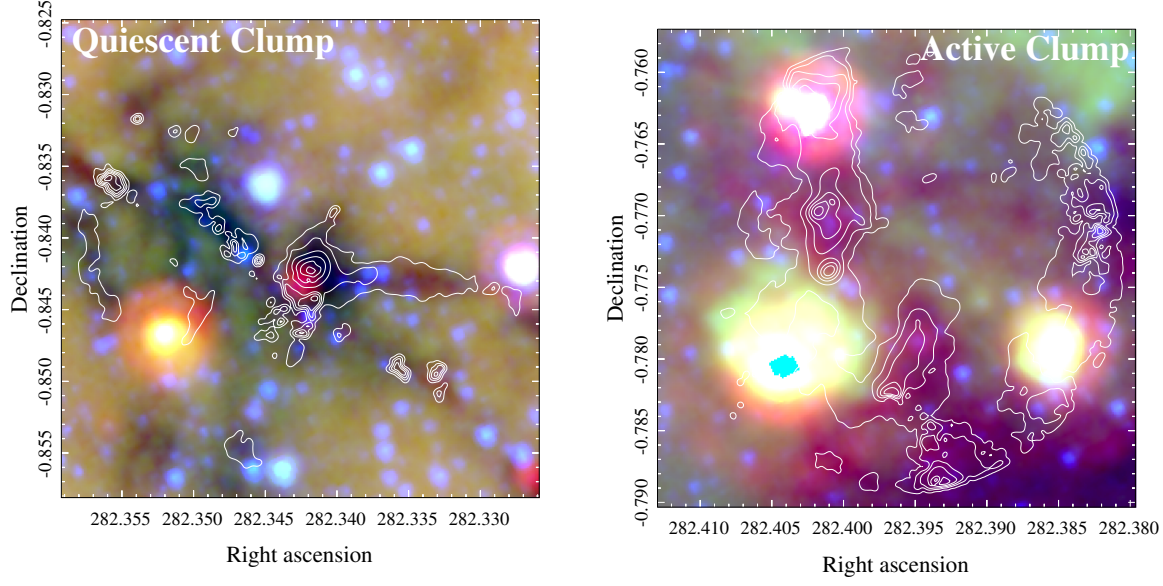 Quiescent Clump
Declination
-0.825
-0.830
-0.835
-0.840
-0.845
-0.850
-0.855
282.355 282.350 282.345 282.340 282.335 282.330
Right ascension
Active Clump
Declination
-0.760
-0.765
-0.770
-0.775
-0.780
-0.785
-0.790
282.410 282.405 282.400 282.395 282.390 282.385 282.380
Right ascension